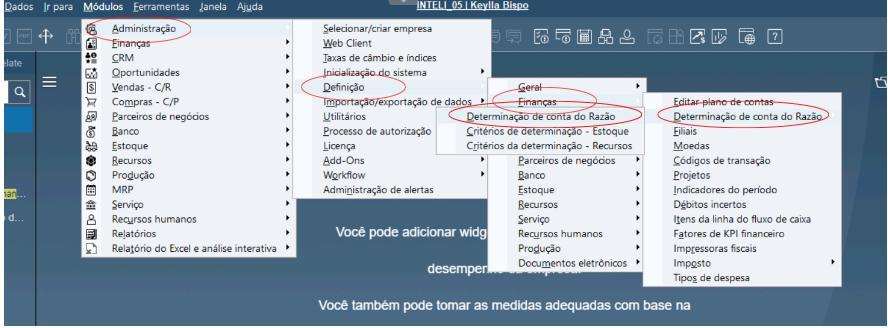 Dados Ir para Módulos Ferramentas Janela Ajuda
INTELI_05 | Keylla Bispo
elate
Administração
Finanças
CRM
Oportunidades
Vendas - C/R
Compras - C/P
Parceiros de negócios
Banco
Estoque
Recursos
Produção
MRP
Serviço
Recursos humanos
Relatórios
Relatório do Excel e análise interativa
Selecionar/criar empresa
Web Client
Taxas de câmbio e índices
Inicialização do sistema
Definição
Importação/exportação de dados
Utilitários
Processo de autorização
Licença
Add-Ons
Workflow
Administração de alertas
Geral
Finanças
Determinação de conta do Razão
Critérios de determinação - Estoque
Critérios da determinação - Recursos
Parceiros de negócios
Banco
Estoque
Recursos
Serviço
Recursos humanos
Produção
Documentos eletrônicos
Editar plano de contas
Determinação de conta do Razão
Filiais
Moedas
Códigos de transação
Projetos
Indicadores do período
Débitos incertos
Itens da linha do fluxo de caixa
Fatores de KPI financeiro
Impressoras fiscais
Imposto
Tipos de despesa
nan...
o d...
Você pode adicionar widg
desempen
Você também pode tomar as medidas adequadas com base na